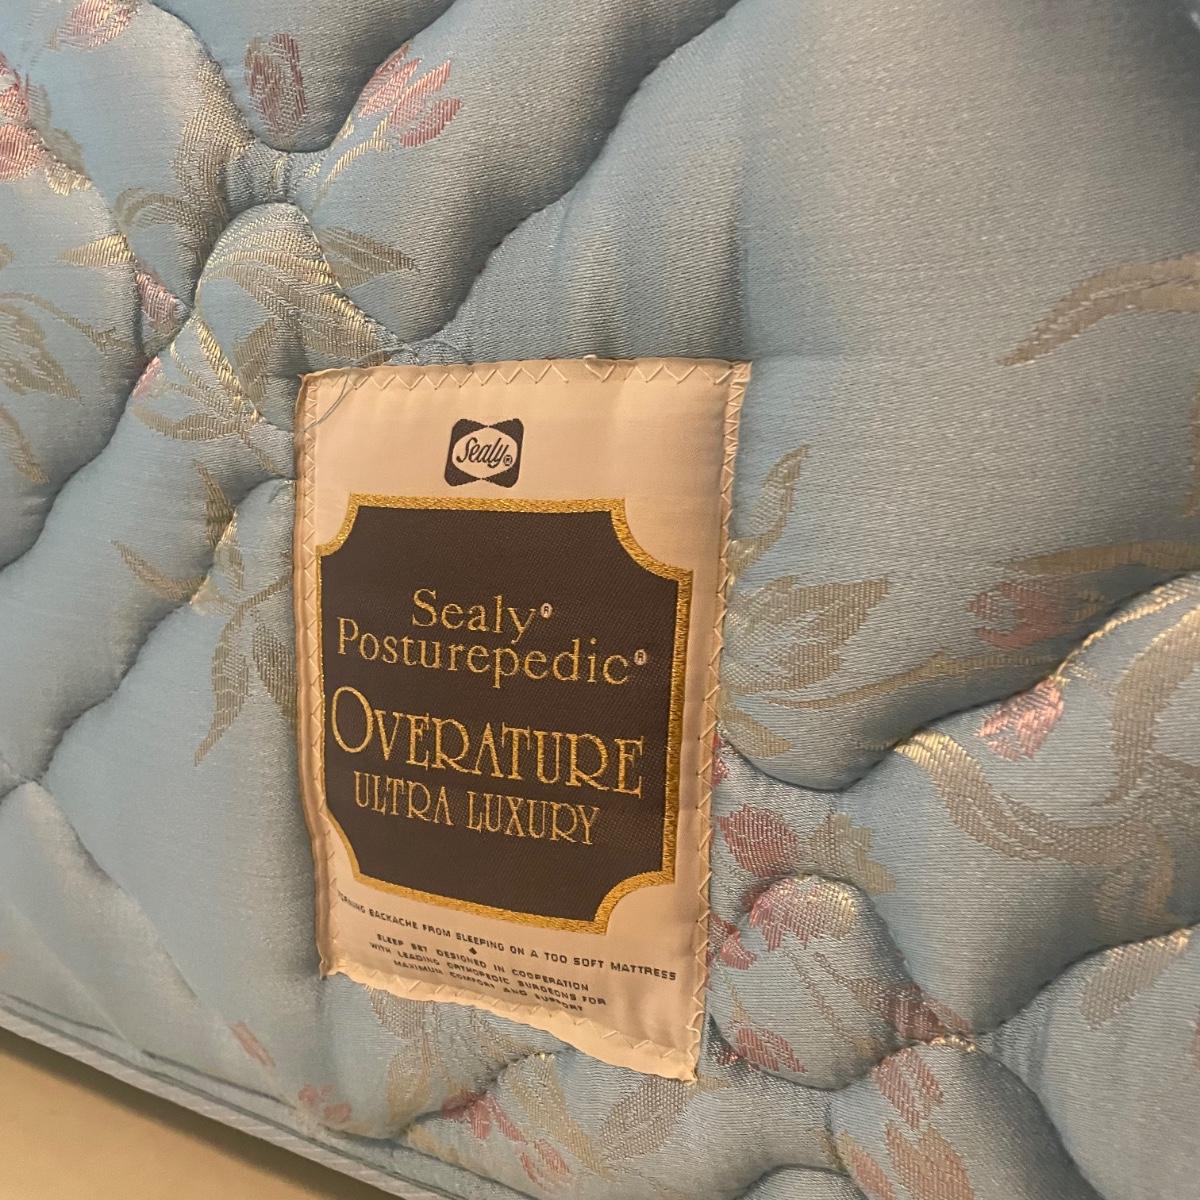 Sealy®
Sealy®
Posturepedic®
OVERATURE
ULTRA LUXURY
BACKACHE FROM SLEEPING ON A TOO SOFT MATTRESS
SLEEP SET DESIGNED IN COOPERATION
WITH LEADING ORTHOPEDIC SURGEONS FOR
MAXIMUM COMFORT AND SUPPORT